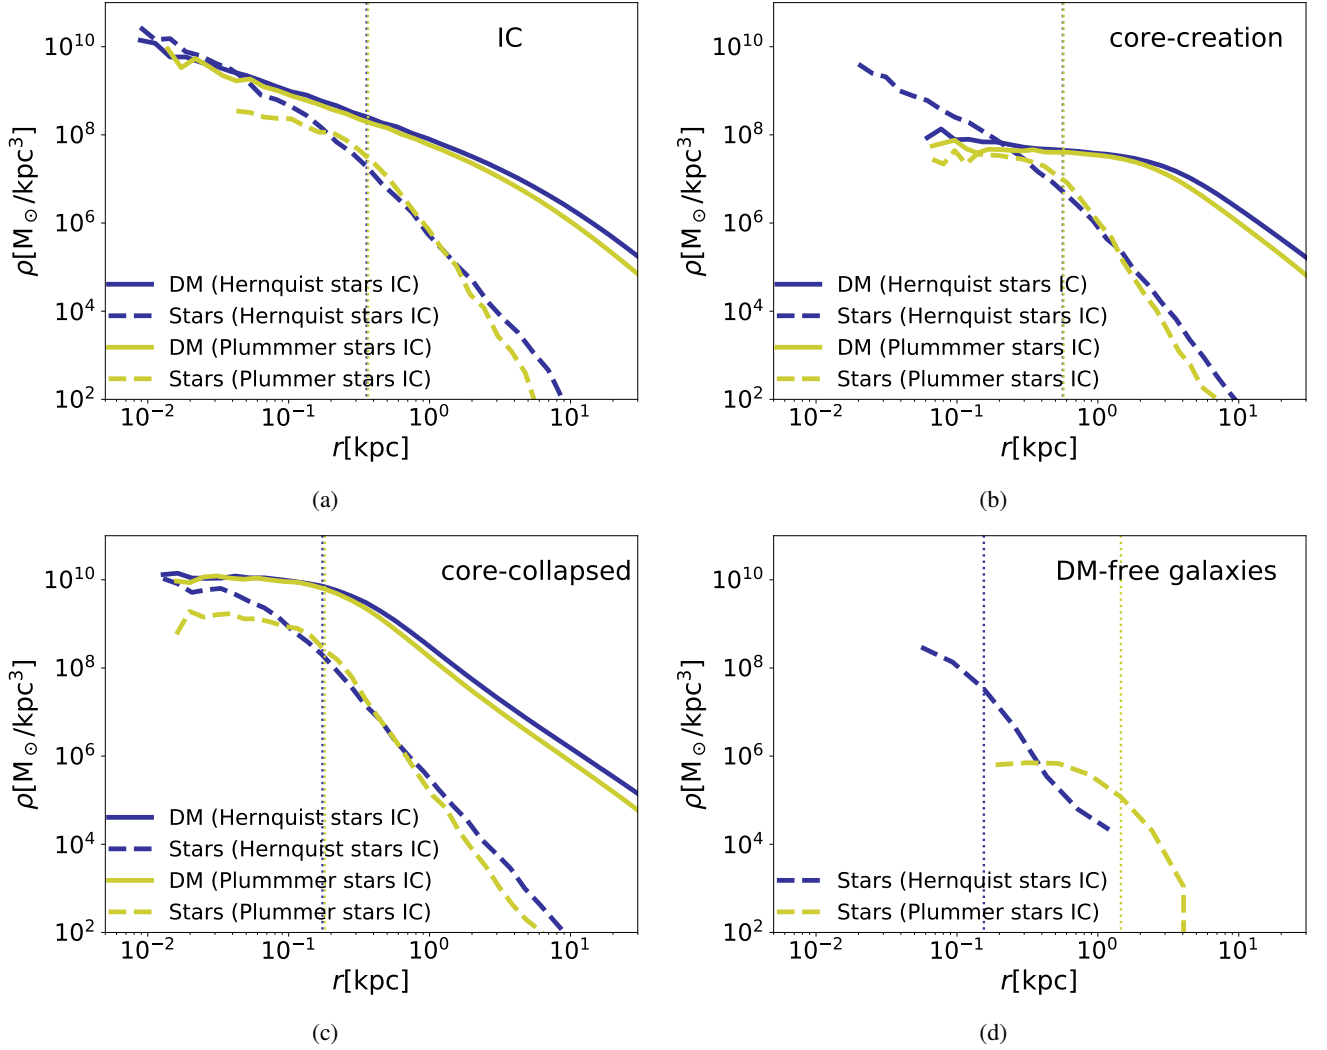 IC
10¹⁰
10⁸
10⁶
10⁴
10²
ρ[M⊙/kpc³]
DM (Hernquist stars IC)
Stars (Hernquist stars IC)
DM (Plummmer stars IC)
Stars (Plummer stars IC)
10⁻² 10⁻¹ 10⁰ 10¹
r[kpc]
(a)
core-creation
10¹⁰
10⁸
10⁶
10⁴
10²
ρ[M⊙/kpc³]
DM (Hernquist stars IC)
Stars (Hernquist stars IC)
DM (Plummmer stars IC)
Stars (Plummer stars IC)
10⁻² 10⁻¹ 10⁰ 10¹
r[kpc]
(b)
core-collapsed
10¹⁰
10⁸
10⁶
10⁴
10²
ρ[M⊙/kpc³]
DM (Hernquist stars IC)
Stars (Hernquist stars IC)
DM (Plummmer stars IC)
Stars (Plummer stars IC)
10⁻² 10⁻¹ 10⁰ 10¹
r[kpc]
(c)
DM-free galaxies
10¹⁰
10⁸
10⁶
10⁴
10²
ρ[M⊙/kpc³]
Stars (Hernquist stars IC)
Stars (Plummer stars IC)
10⁻² 10⁻¹ 10⁰ 10¹
r[kpc]
(d)